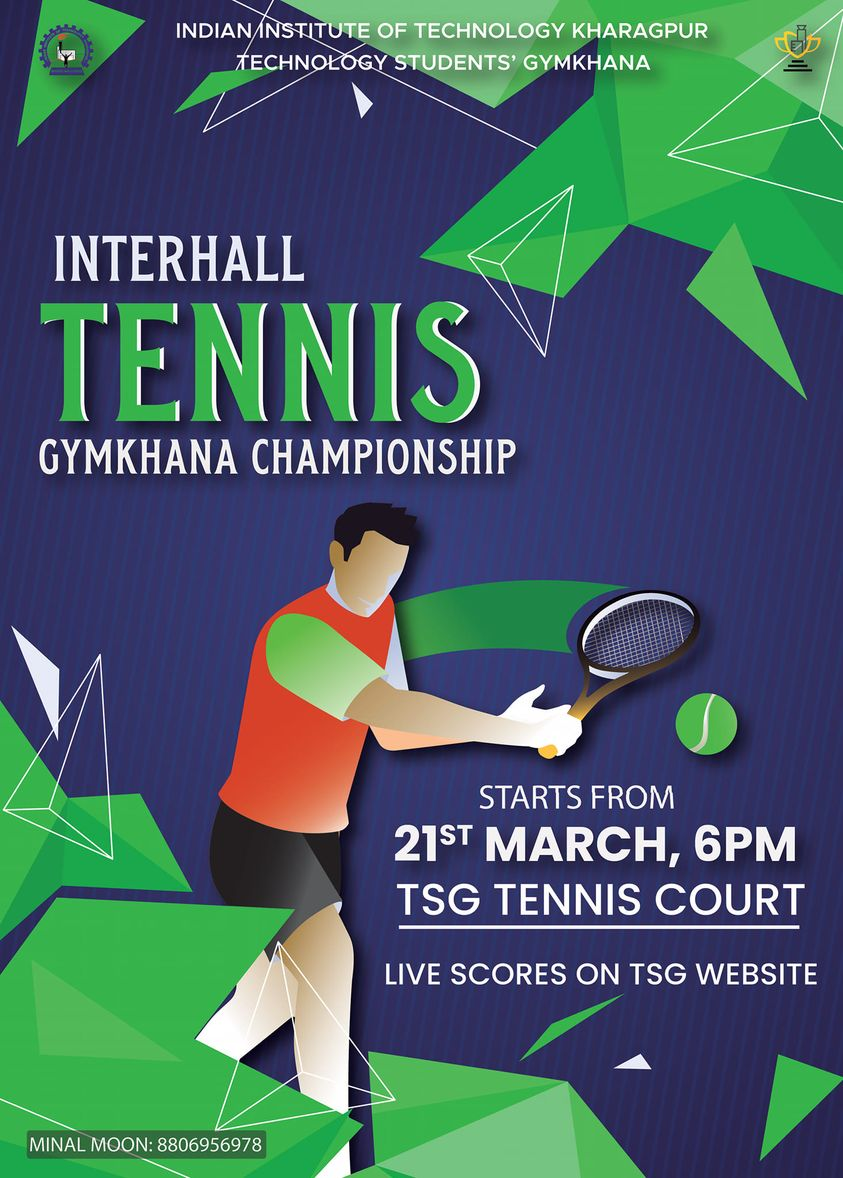 INDIAN INSTITUTE OF TECHNOLOGY KHARAGPUR
TECHNOLOGY STUDENTS' GYMKHANA
INTERHALL
TENNIS
GYMKHANA CHAMPIONSHIP
STARTS FROM
21ST MARCH, 6PM
TSG TENNIS COURT
LIVE SCORES ON TSG WEBSITE
MINAL MOON: 8806956978